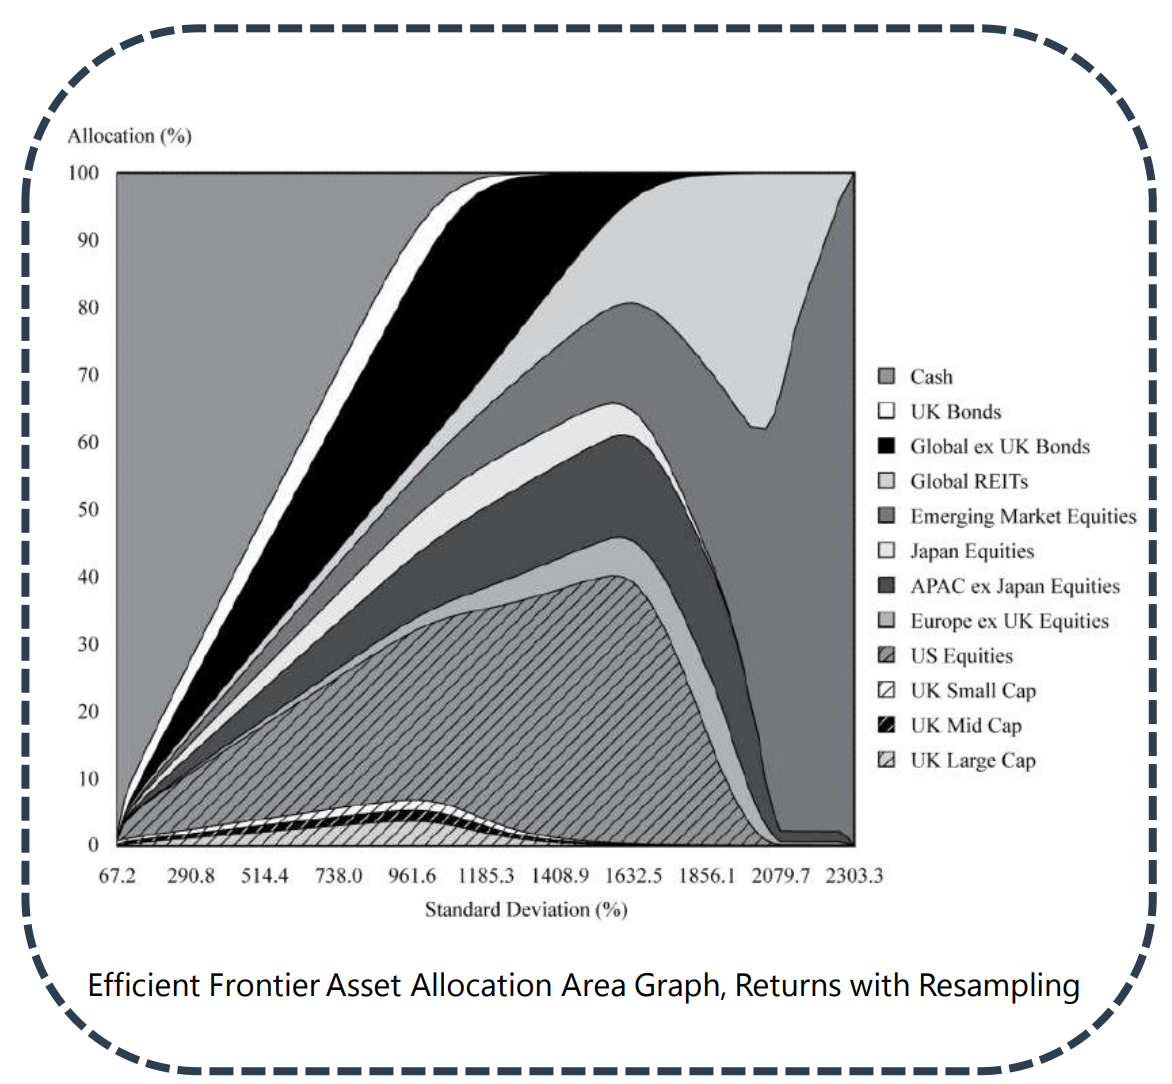 Allocation (%)
100
90
80
70
60
50
40
30
20
10
0
67.2 290.8 514.4 738.0 961.6 1185.3 1408.9 1632.5 1856.1 2079.7 2303.3
Standard Deviation (%)
Cash
UK Bonds
Global ex UK Bonds
Global REITs
Emerging Market Equities
Japan Equities
APAC ex Japan Equities
Europe ex UK Equities
US Equities
UK Small Cap
UK Mid Cap
UK Large Cap
Efficient Frontier Asset Allocation Area Graph, Returns with Resampling